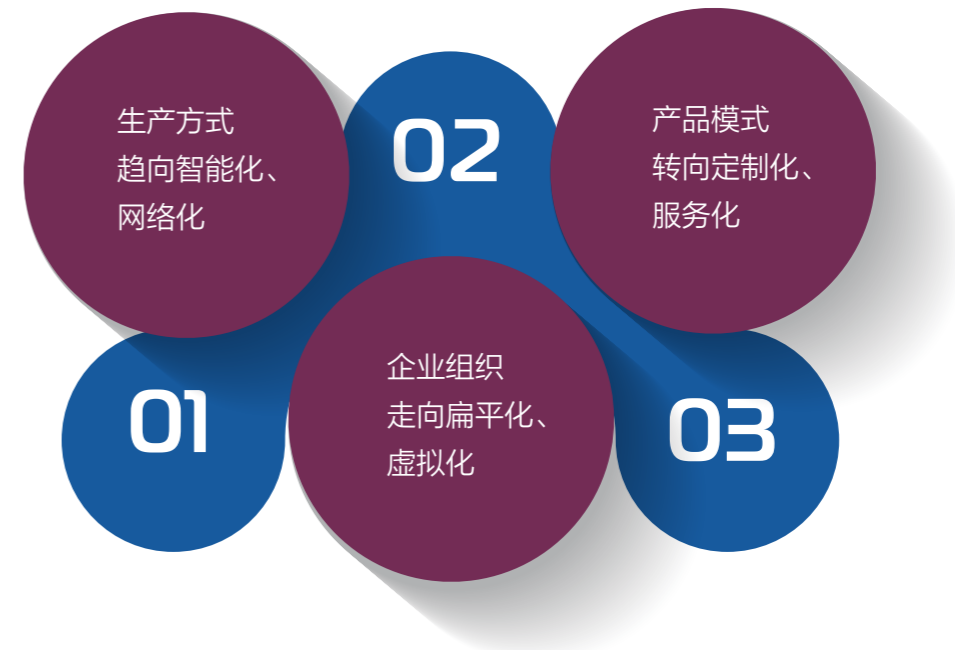 生产方式
趋向智能化、
网络化
01
02
企业组织
走向扁平化、
虚拟化
产品模式
转向定制化、
服务化
03